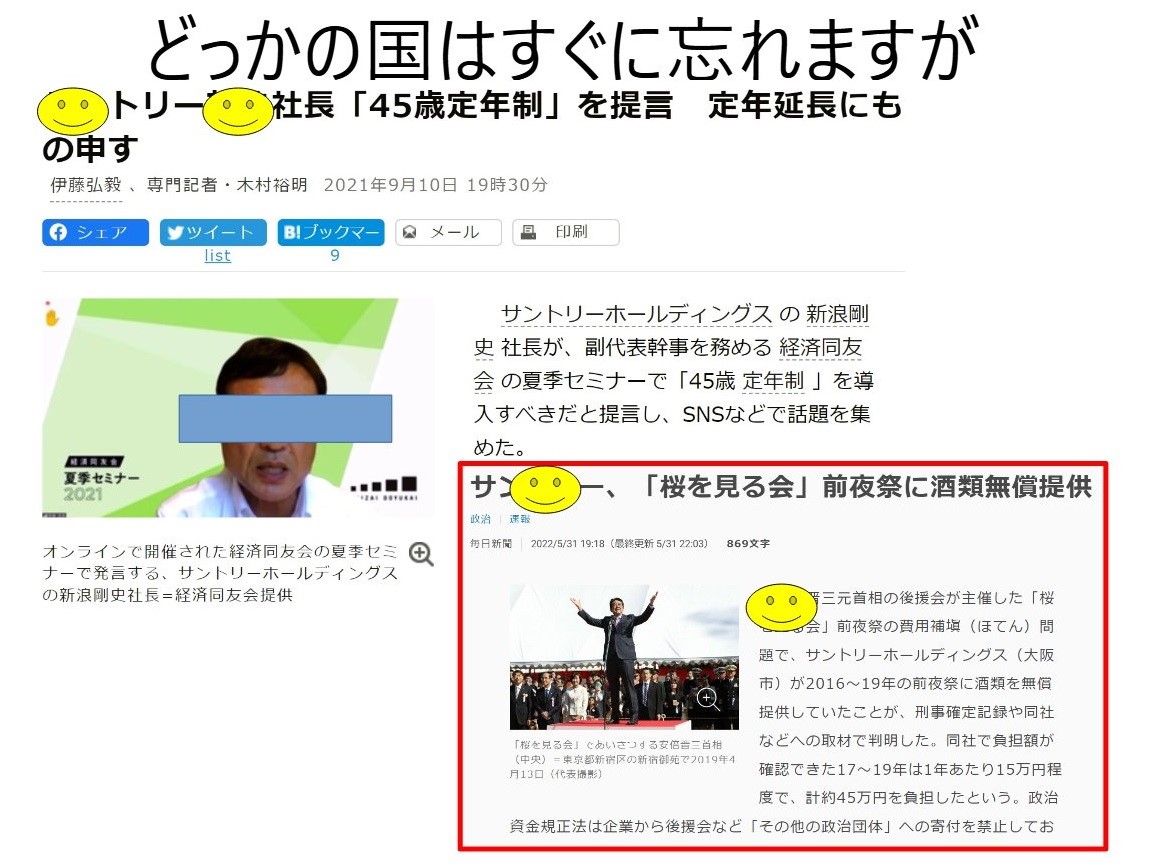 どっかの国はすぐに忘れますが
トリー 社長「45歳定年制」を提言　定年延長にも
の申す
伊藤弘毅 、専門記者・木村裕明 2021年9月10日 19時30分
シェア ツイート B!ブックマー メール 印刷
list 9
サントリーホールディングス の 新浪剛
史 社長が、副代表幹事を務める 経済同友
会 の夏季セミナーで「45歳 定年制 」を導
入すべきだと提言し、SNSなどで話題を集
めた。
経済同友会
夏季セミナー
2021
KEIZAI DOYUKAI
オンラインで開催された経済同友会の夏季セミ
ナーで発言する、サントリーホールディングス
の新浪剛史社長＝経済同友会提供
サン ー、「桜を見る会」前夜祭に酒類無償提供
政治 速報
毎日新聞 2022/5/31 19:18（最終更新 5/31 22:03） 869文字
晋三元首相の後援会が主催した「桜
を見る会」前夜祭の費用補塡（ほてん）問
題で、サントリーホールディングス（大阪
市）が2016〜19年の前夜祭に酒類を無償
提供していたことが、刑事確定記録や同社
などへの取材で判明した。同社で負担額が
確認できた17〜19年は1年あたり15万円程
度で、計約45万円を負担したという。政治
資金規正法は企業から後援会など「その他の政治団体」への寄付を禁止してお
「桜を見る会」であいさつする安倍晋三首相
（中央）＝東京都新宿区の新宿御苑で2019年4
月13日（代表撮影）